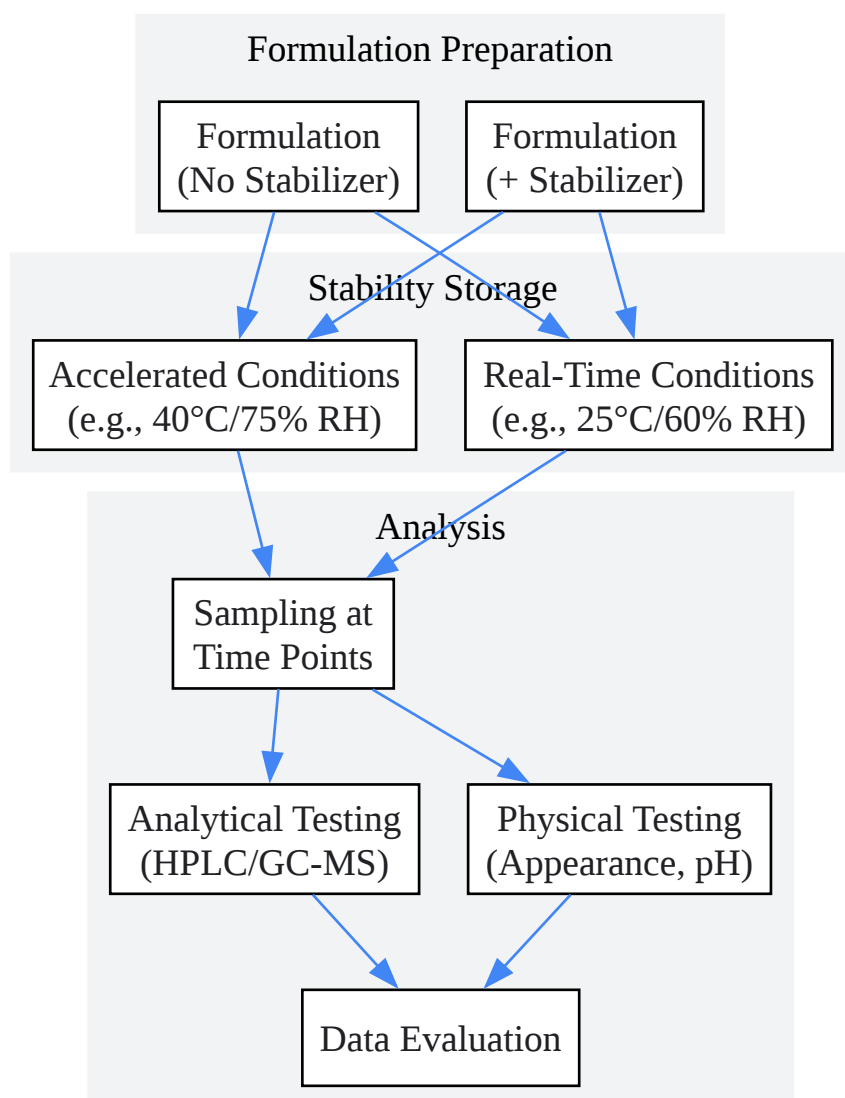 Formulation Preparation
Formulation
(No Stabilizer)
Formulation
(+ Stabilizer)
Stability Storage
Accelerated Conditions
(e.g., 40°C/75% RH)
Real-Time Conditions
(e.g., 25°C/60% RH)
Analysis
Sampling at
Time Points
Analytical Testing
(HPLC/GC-MS)
Physical Testing
(Appearance, pH)
Data Evaluation